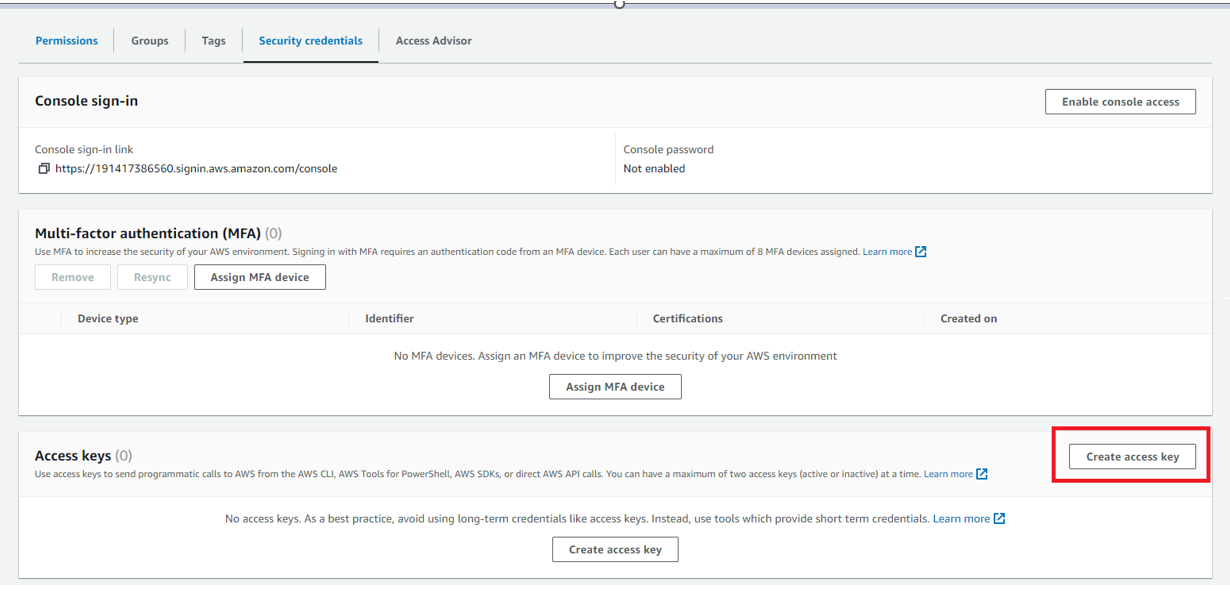 Permissions
Groups
Tags
Security credentials
Access Advisor
Console sign-in
Enable console access
Console sign-in link
https://191417386560.signin.aws.amazon.com/console
Console password
Not enabled
Multi-factor authentication (MFA) (0)
Use MFA to increase the security of your AWS environment. Signing in with MFA requires an authentication code from an MFA device. Each user can have a maximum of 8 MFA devices assigned. Learn more
Remove
Resync
Assign MFA device
Device type
Identifier
Certifications
Created on
No MFA devices. Assign an MFA device to improve the security of your AWS environment
Assign MFA device
Access keys (0)
Create access key
Use access keys to send programmatic calls to AWS from the AWS CLI, AWS Tools for PowerShell, AWS SDKs, or direct AWS API calls. You can have a maximum of two access keys (active or inactive) at a time. Learn more
No access keys. As a best practice, avoid using long-term credentials like access keys. Instead, use tools which provide short term credentials. Learn more
Create access key